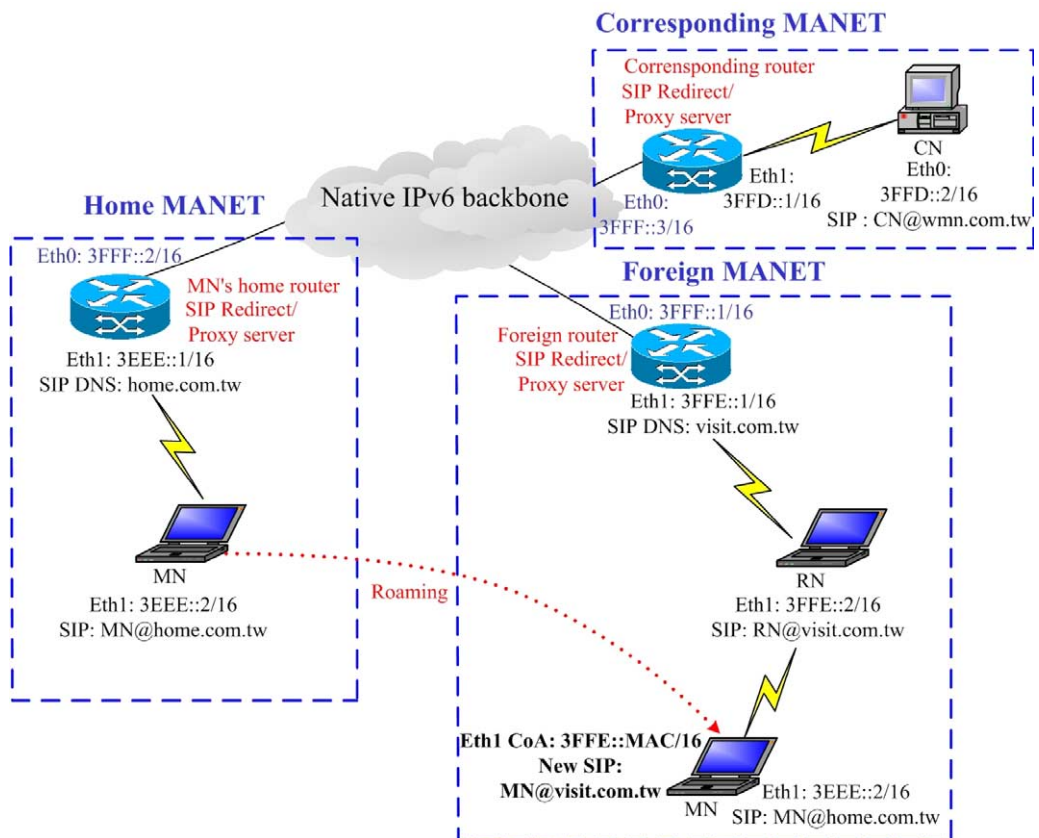 Corresponding MANET
Corrensponding router
SIP Redirect/
Proxy server
CN
Eth0:
3FFD::2/16
SIP : CN@wmn.com.tw
Eth1:
3FFD::1/16
Eth0:
3FFF::3/16
Native IPv6 backbone
Home MANET
Eth0: 3FFF::2/16
MN's home router
SIP Redirect/
Proxy server
Eth1: 3EEE::1/16
SIP DNS: home.com.tw
MN
Eth1: 3EEE::2/16
SIP: MN@home.com.tw
Roaming
Foreign MANET
Eth0: 3FFF::1/16
Foreign router
SIP Redirect/
Proxy server
Eth1: 3FFE::1/16
SIP DNS: visit.com.tw
RN
Eth1: 3FFE::2/16
SIP: RN@visit.com.tw
Eth1 CoA: 3FFE::MAC/16
New SIP:
MN@visit.com.tw
MN
Eth1: 3EEE::2/16
SIP: MN@home.com.tw